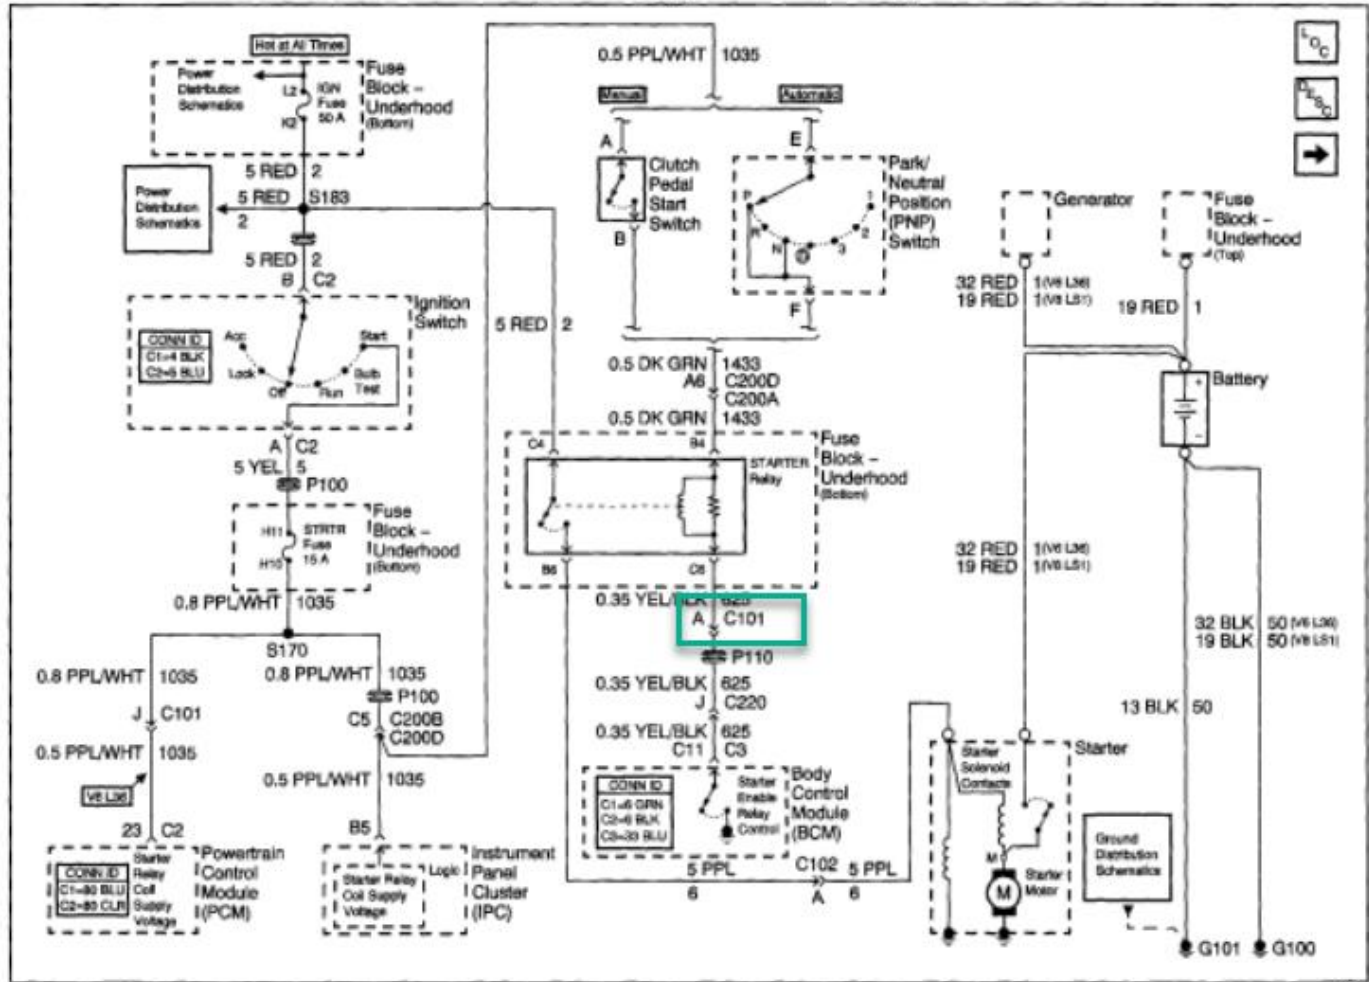 Hot at All Times
Power
Distribution
Schematics
L2
IGN
Fuse
50 A
K2
Fuse
Block –
Underhood
(Bottom)
5 RED 2
Power
Distribution
Schematics
5 RED
2
S183
5 RED 2
B C2
Ignition
Switch
CONN ID
C1=4 BLK
C2=5 BLU
Acc
Lock
Off
Run
Bulb
Test
Start
A C2
5 YEL 5
P100
H11
STRTR
Fuse
15 A
H10
Fuse
Block –
Underhood
(Bottom)
0.8 PPL/WHT 1035
S170
0.8 PPL/WHT 1035
J C101
0.5 PPL/WHT 1035
V6 L36
23 C2
CONN ID
C1=80 BLU
C2=80 CLR
Starter
Relay
Coil
Supply
Voltage
Powertrain
Control
Module
(PCM)
0.8 PPL/WHT 1035
P100
C5 C200B
C200D
0.5 PPL/WHT 1035
B5
Starter Relay
Coil Supply
Voltage
Logic
Instrument
Panel
Cluster
(IPC)
0.5 PPL/WHT 1035
Manual
Automatic
A
Clutch
Pedal
Start
Switch
B
E
P
R
N
D
3
2
1
Park/
Neutral
Position
(PNP)
Switch
F
5 RED 2
0.5 DK GRN 1433
A6 C200D
C200A
0.5 DK GRN 1433
C4
B4
STARTER
Relay
Fuse
Block –
Underhood
(Bottom)
B6
C6
0.35 YEL/BLK 625
A C101
P110
0.35 YEL/BLK 625
J C220
0.35 YEL/BLK 625
C11 C3
CONN ID
C1=6 GRN
C2=6 BLK
C3=33 BLU
Starter
Enable
Relay
Control
Body
Control
Module
(BCM)
5 PPL
6
C102
A
5 PPL
6
Generator
Fuse
Block –
Underhood
(Top)
32 RED 1 (V6 L36)
19 RED 1 (V8 LS1)
19 RED 1
+
Battery
–
32 RED 1 (V6 L36)
19 RED 1 (V8 LS1)
32 BLK 50 (V6 L36)
19 BLK 50 (V8 LS1)
13 BLK 50
Starter
Solenoid
Contacts
Starter
M
M
Starter
Motor
Ground
Distribution
Schematics
G101
G100
LOC
DESC